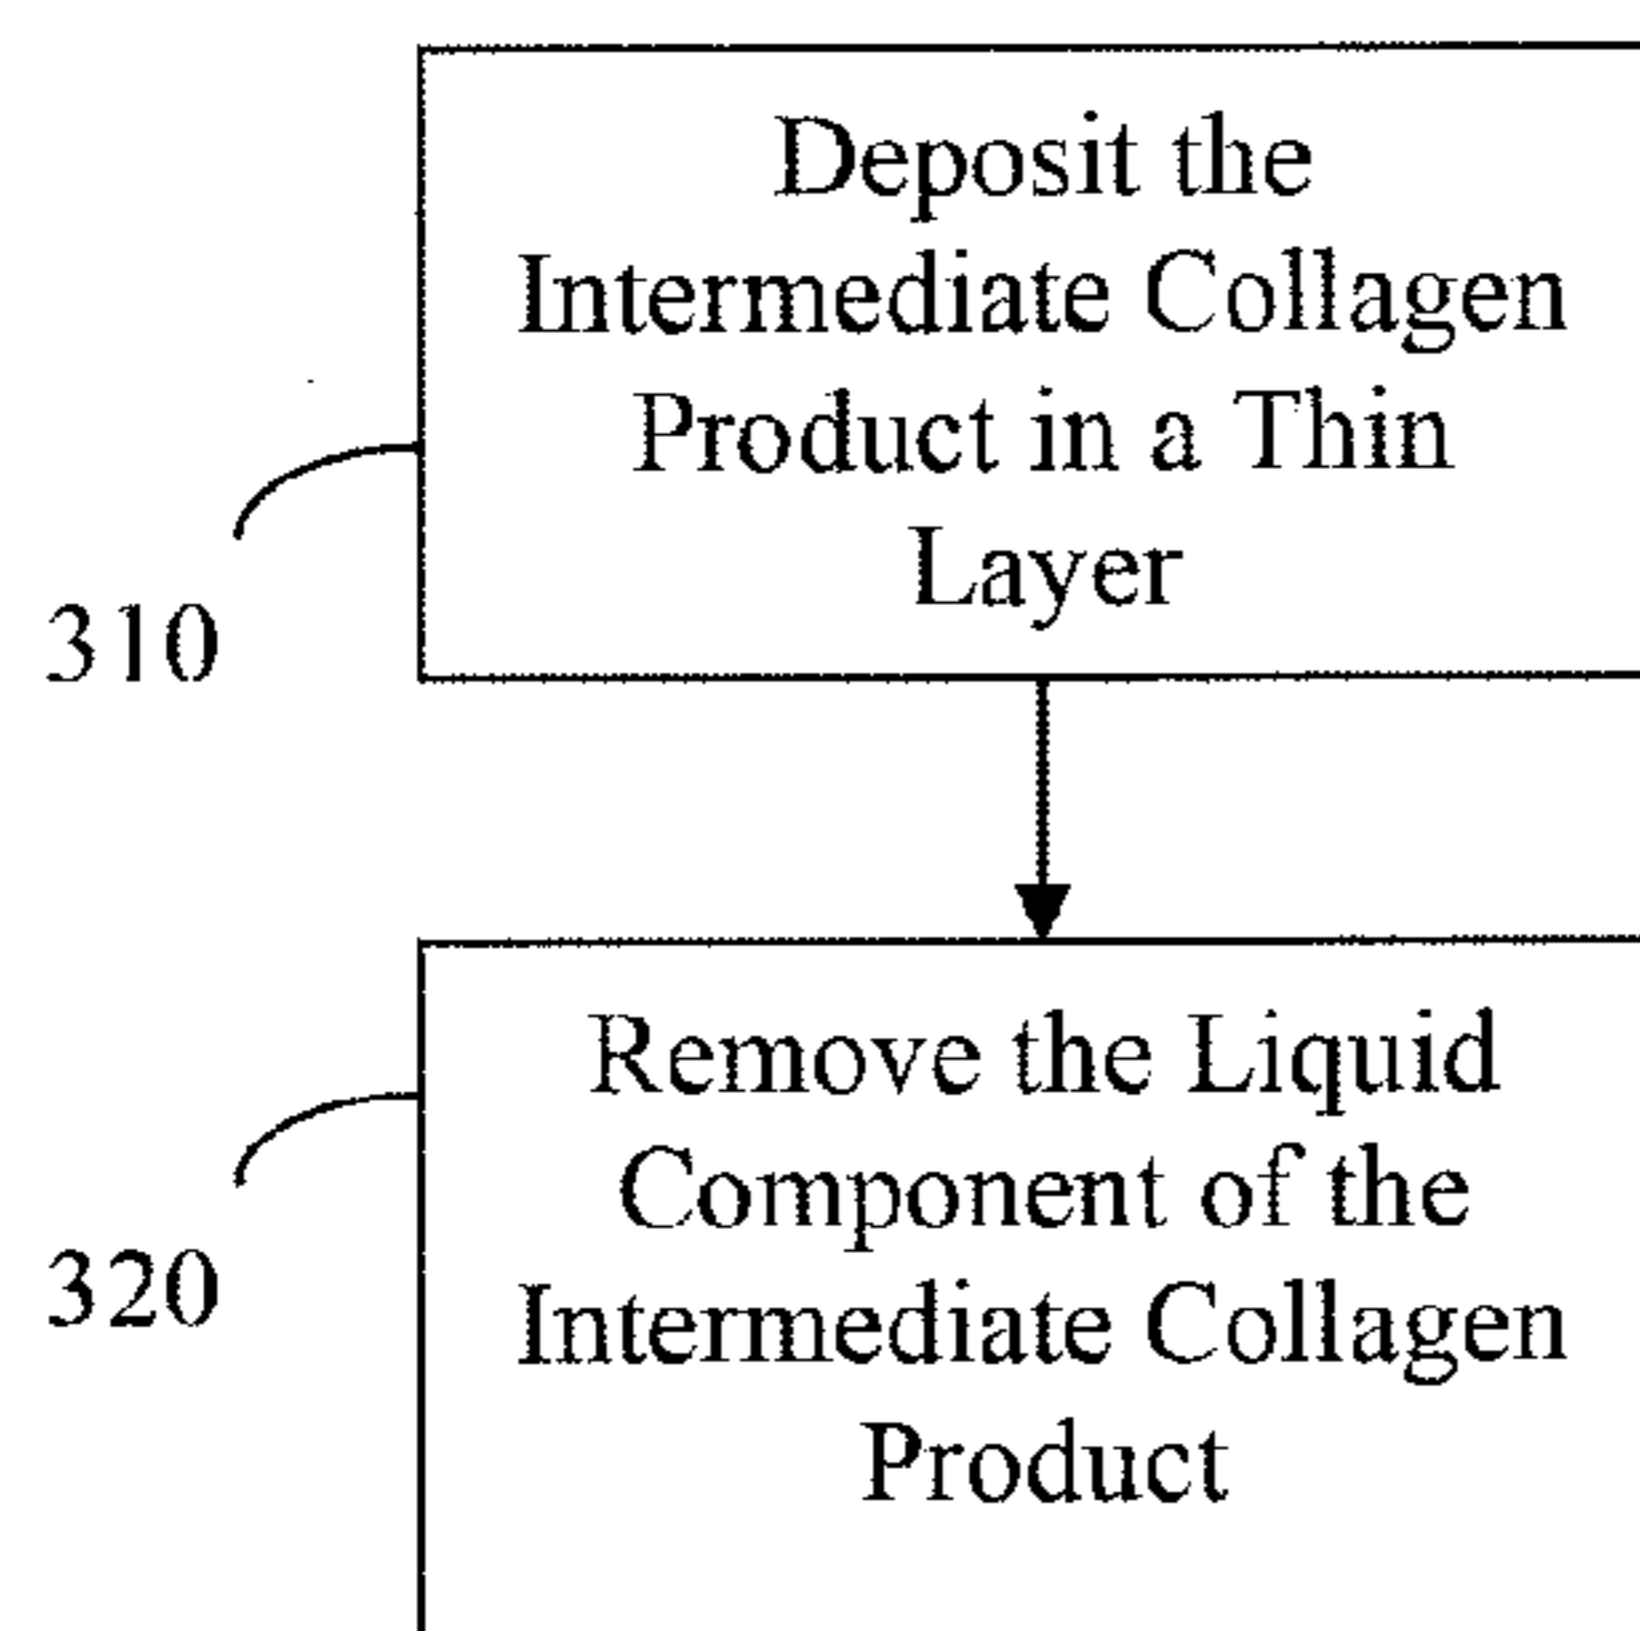 Deposit the
Intermediate Collagen
Product in a Thin
Layer
310
Remove the Liquid
Component of the
Intermediate Collagen
Product
320